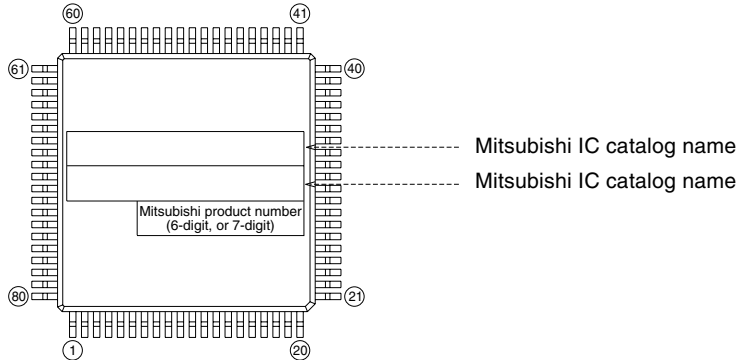 60 41
61 40
Mitsubishi IC catalog name
Mitsubishi IC catalog name
Mitsubishi product number
(6-digit, or 7-digit)
80 21
1 20